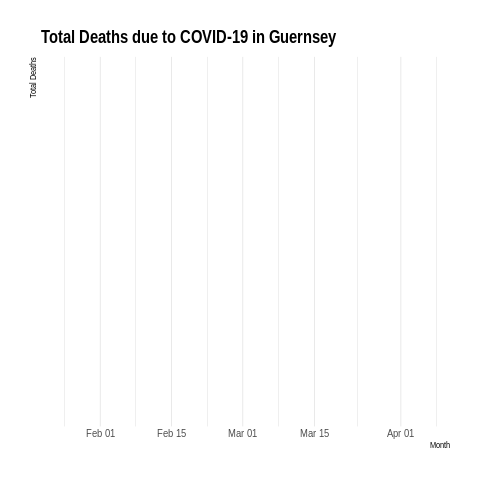 Total Deaths due to COVID-19 in Guernsey
Total Deaths
Feb 01 Feb 15 Mar 01 Mar 15 Apr 01
Month